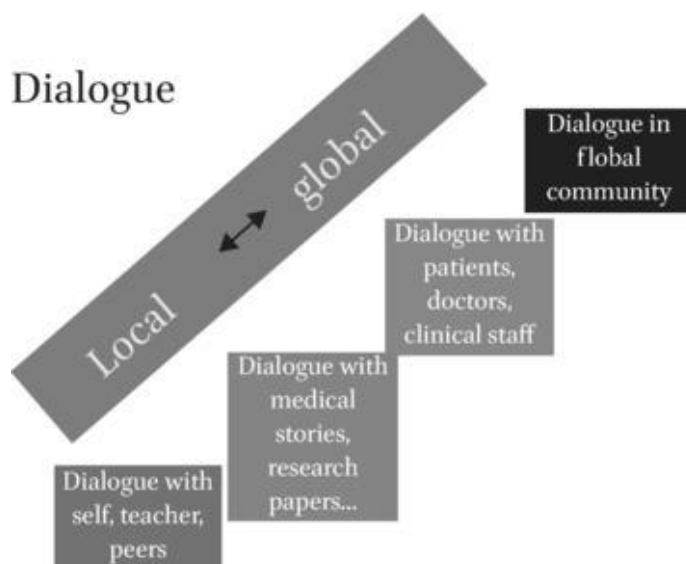 Dialogue
Local
global
Dialogue in
flobal
community
Dialogue with
patients,
doctors,
clinical staff
Dialogue with
medical
stories,
research
papers...
Dialogue with
self, teacher,
peers